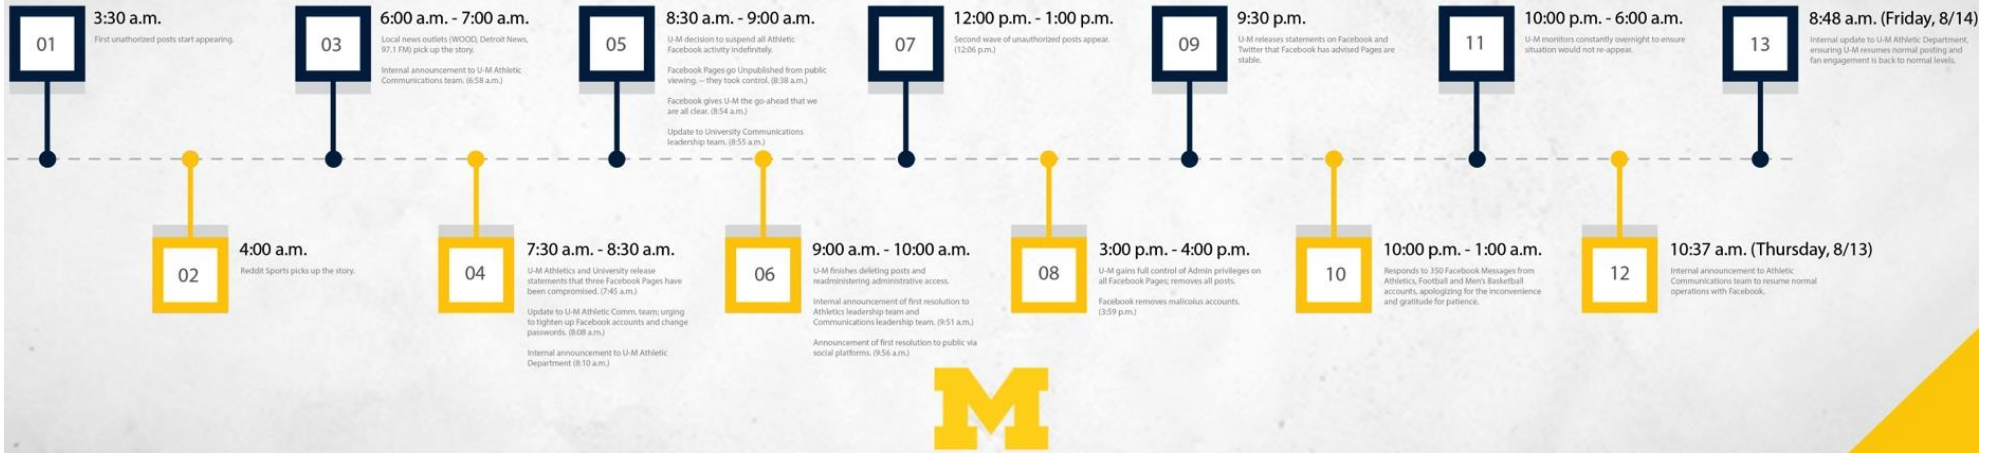 01
3:30 a.m.
First unathorized posts start appearing.
02
4:00 a.m.
Reddit Sports picks up the story.
03
6:00 a.m. - 7:00 a.m.
Local news outlets (WOOD, Detroit News,
97.1 FM) pick up the story.
Internal announcement to U-M Athletic
Communications team. (6:58 a.m.)
04
7:30 a.m. - 8:30 a.m.
U-M Athletics and University release
statements that three Facebook Pages have
been compromised. (7:45 a.m.)
Update to U-M Athletic Comm. team; urging
to tighten up Facebook accounts and change
passwords. (8:08 a.m.)
Internal announcement to U-M Athletic
Department (8:10 a.m.)
05
8:30 a.m. - 9:00 a.m.
U-M decision to suspend all Athletic
Facebook activity indefinitely.
Facebook Pages go Unpublished from public
viewing. -- they took control. (8:38 a.m.)
Facebook gives U-M the go-ahead that we
are all clear. (8:54 a.m.)
Update to University Communications
leadership team. (8:55 a.m.)
06
9:00 a.m. - 10:00 a.m.
U-M finishes deleting posts and
readministering administrative access.
Internal announcement of first resolution to
Athletics leadership team and
Communications leadership team. (9:51 a.m.)
Announcement of first resolution to public via
social platforms. (9:56 a.m.)
07
12:00 p.m. - 1:00 p.m.
Second wave of unauthorized posts appear.
(12:06 p.m.)
08
3:00 p.m. - 4:00 p.m.
U-M gains full control of Admin privileges on
all Facebook Pages; removes all posts.
Facebook removes malicolus accounts.
(3:59 p.m.)
09
9:30 p.m.
U-M releases statements on Facebook and
Twitter that Facebook has advised Pages are
stable.
10
10:00 p.m. - 1:00 a.m.
Responds to 350 Facebook Messages from
Athletics, Football and Men's Basketball
accounts, apologizing for the inconvenience
and gratitude for patience.
11
10:00 p.m. - 6:00 a.m.
U-M monitors constantly overnight to ensure
situation would not re-appear.
12
10:37 a.m. (Thursday, 8/13)
Internal announcement to Athletic
Communications team to resume normal
operations with Facebook.
13
8:48 a.m. (Friday, 8/14)
Internal update to U-M Athletic Department,
ensuring U-M resumes normal posting and
fan engagement is back to normal levels.
M